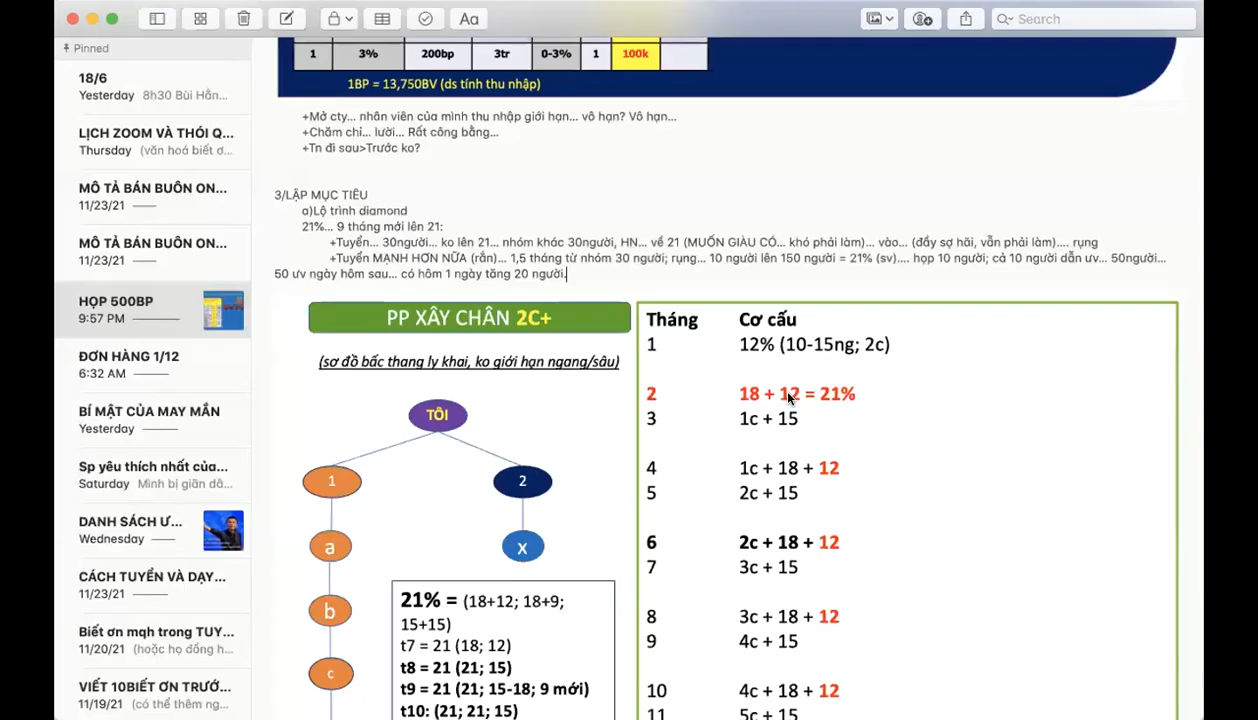 Aa
Search
Pinned
18/6
Yesterday 8h30 Bùi Hằn...
LỊCH ZOOM VÀ THÓI Q...
Thursday (văn hoá biết ơ...
MÔ TẢ BÁN BUÔN ON...
11/23/21
MÔ TẢ BÁN BUÔN ON...
11/23/21
HỌP 500BP
9:57 PM
ĐƠN HÀNG 1/12
6:32 AM
BÍ MẬT CỦA MAY MẮN
Yesterday
Sp yêu thích nhất của...
Saturday Mình bị giãn dâ...
DANH SÁCH Ư...
Wednesday
CÁCH TUYỂN VÀ DẠY...
11/23/21
Biết ơn mqh trong TUY...
11/20/21 (hoặc họ đồng h...
VIẾT 10BIẾT ƠN TRƯỚ...
11/19/21 (có thể thêm ng...
1 3% 200bp 3tr 0-3% 1 100k
1BP = 13,750BV (ds tính thu nhập)
+Mở cty... nhân viên của mình thu nhập giới hạn... vô hạn? Vô hạn...
+Chăm chỉ... lười... Rất công bằng...
+Tn đi sau>Trước ko?
3/LẬP MỤC TIÊU
a)Lộ trình diamond
21%... 9 tháng mới lên 21:
+Tuyển... 30người... ko lên 21... nhóm khác 30người, HN... về 21 (MUỐN GIÀU CÓ... khó phải làm)... vào... (đầy sợ hãi, vẫn phải làm).... rụng
+Tuyển MẠNH HƠN NỮA (rắn)... 1,5 tháng từ nhóm 30 người; rụng... 10 người lên 150 người = 21% (sv).... họp 10 người; cả 10 người dẫn ưv... 50người...
50 ưv ngày hôm sau... có hôm 1 ngày tăng 20 người.
PP XÂY CHÂN 2C+
(sơ đồ bấc thang ly khai, ko giới hạn ngang/sâu)
TÔI
1
2
a
x
b
c
21% = (18+12; 18+9;
15+15)
t7 = 21 (18; 12)
t8 = 21 (21; 15)
t9 = 21 (21; 15-18; 9 mới)
t10: (21; 21; 15)
Tháng Cơ cấu
1 12% (10-15ng; 2c)
2 18 + 12 = 21%
3 1c + 15
4 1c + 18 + 12
5 2c + 15
6 2c + 18 + 12
7 3c + 15
8 3c + 18 + 12
9 4c + 15
10 4c + 18 + 12
11 5c + 15